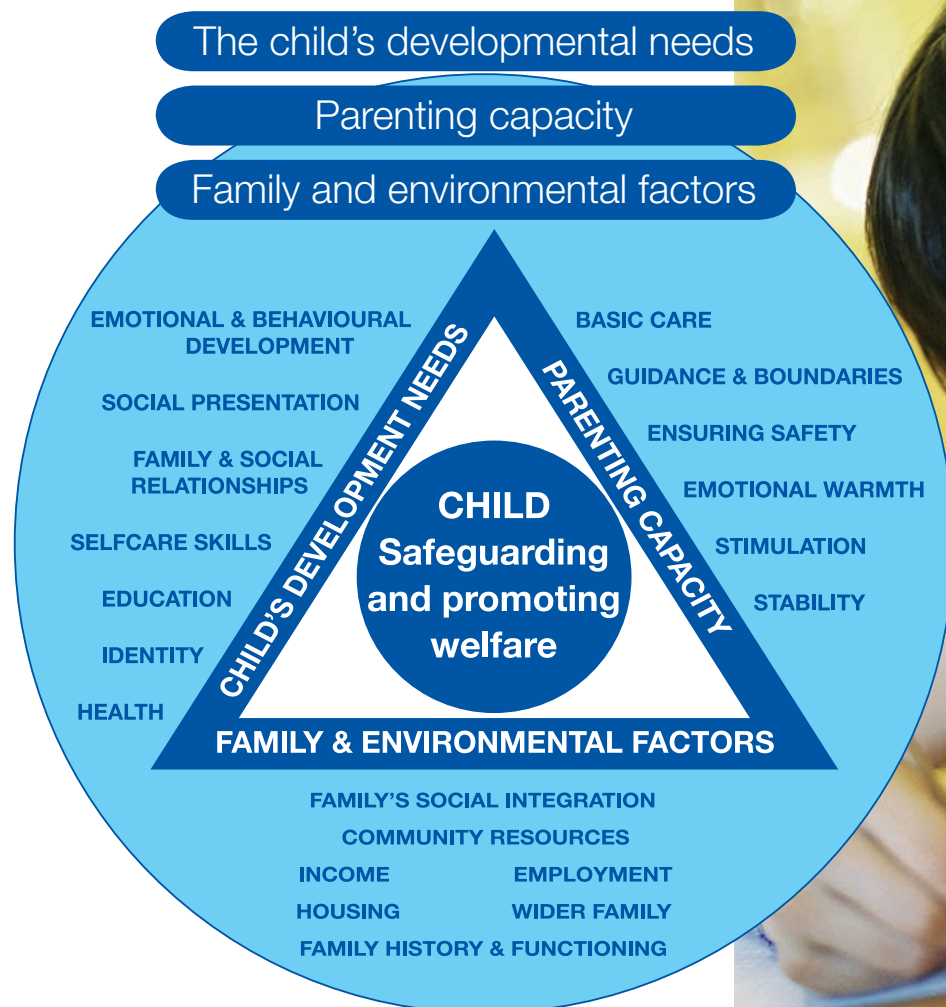 The child’s developmental needs
Parenting capacity
Family and environmental factors
EMOTIONAL & BEHAVIOURAL
DEVELOPMENT
SOCIAL PRESENTATION
FAMILY & SOCIAL
RELATIONSHIPS
SELFCARE SKILLS
EDUCATION
IDENTITY
HEALTH
CHILD’S DEVELOPMENT NEEDS
CHILD
Safeguarding
and promoting
welfare
PARENTING CAPACITY
BASIC CARE
GUIDANCE & BOUNDARIES
ENSURING SAFETY
EMOTIONAL WARMTH
STIMULATION
STABILITY
FAMILY & ENVIRONMENTAL FACTORS
FAMILY’S SOCIAL INTEGRATION
COMMUNITY RESOURCES
INCOME EMPLOYMENT
HOUSING WIDER FAMILY
FAMILY HISTORY & FUNCTIONING